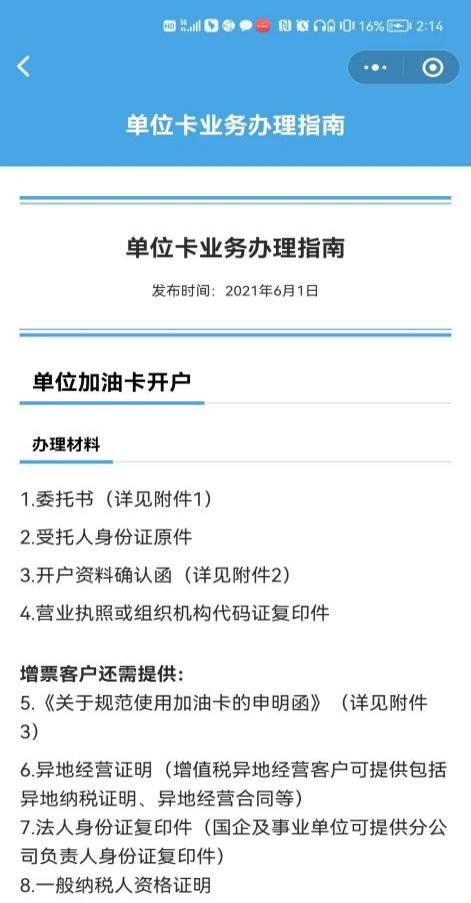 HD 5G 16% 2:14
单位卡业务办理指南
单位卡业务办理指南
发布时间：2021年6月1日
单位加油卡开户
办理材料
1.委托书（详见附件1）
2.受托人身份证原件
3.开户资料确认函（详见附件2）
4.营业执照或组织机构代码证复印件
增票客户还需提供：
5.《关于规范使用加油卡的申明函》（详见附件
3）
6.异地经营证明（增值税异地经营客户可提供包括
异地纳税证明、异地经营合同等）
7.法人身份证复印件（国企及事业单位可提供分公
司负责人身份证复印件）
8.一般纳税人资格证明